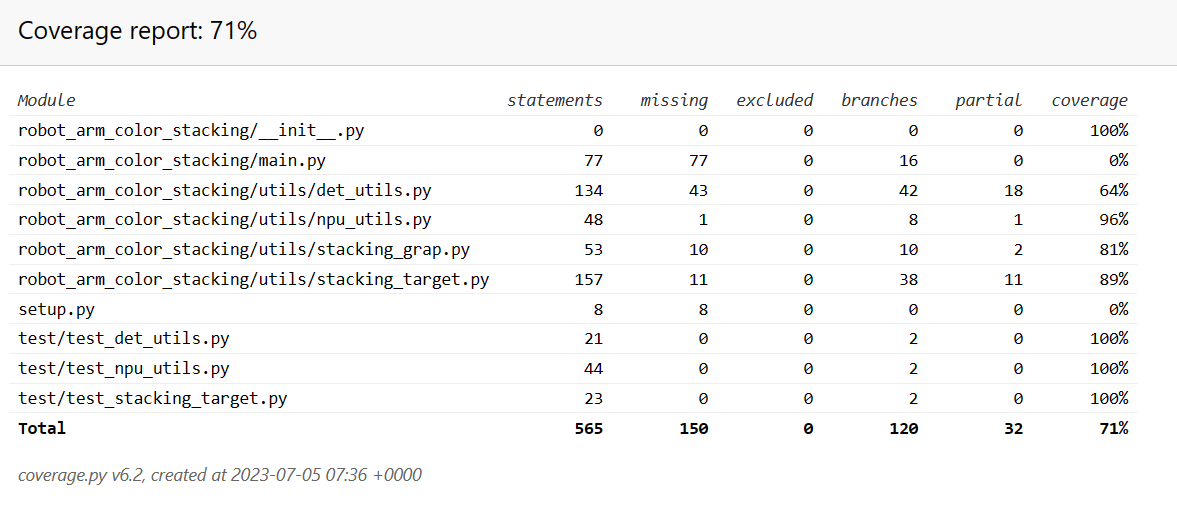 Coverage report: 71%
Module statements missing excluded branches partial coverage
robot_arm_color_stacking/__init__.py 0 0 0 0 0 100%
robot_arm_color_stacking/main.py 77 77 0 16 0 0%
robot_arm_color_stacking/utils/det_utils.py 134 43 0 42 18 64%
robot_arm_color_stacking/utils/npu_utils.py 48 1 0 8 1 96%
robot_arm_color_stacking/utils/stacking_grap.py 53 10 0 10 2 81%
robot_arm_color_stacking/utils/stacking_target.py 157 11 0 38 11 89%
setup.py 8 8 0 0 0 0%
test/test_det_utils.py 21 0 0 2 0 100%
test/test_npu_utils.py 44 0 0 2 0 100%
test/test_stacking_target.py 23 0 0 2 0 100%
Total 565 150 0 120 32 71%
coverage.py v6.2, created at 2023-07-05 07:36 +0000